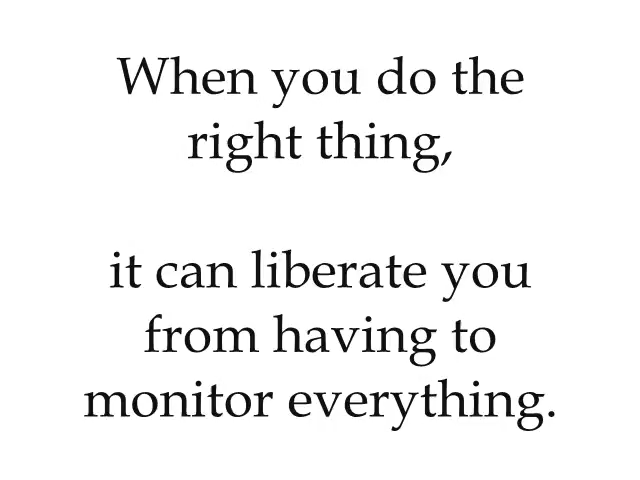 When you do the
right thing,
it can liberate you
from having to
monitor everything.